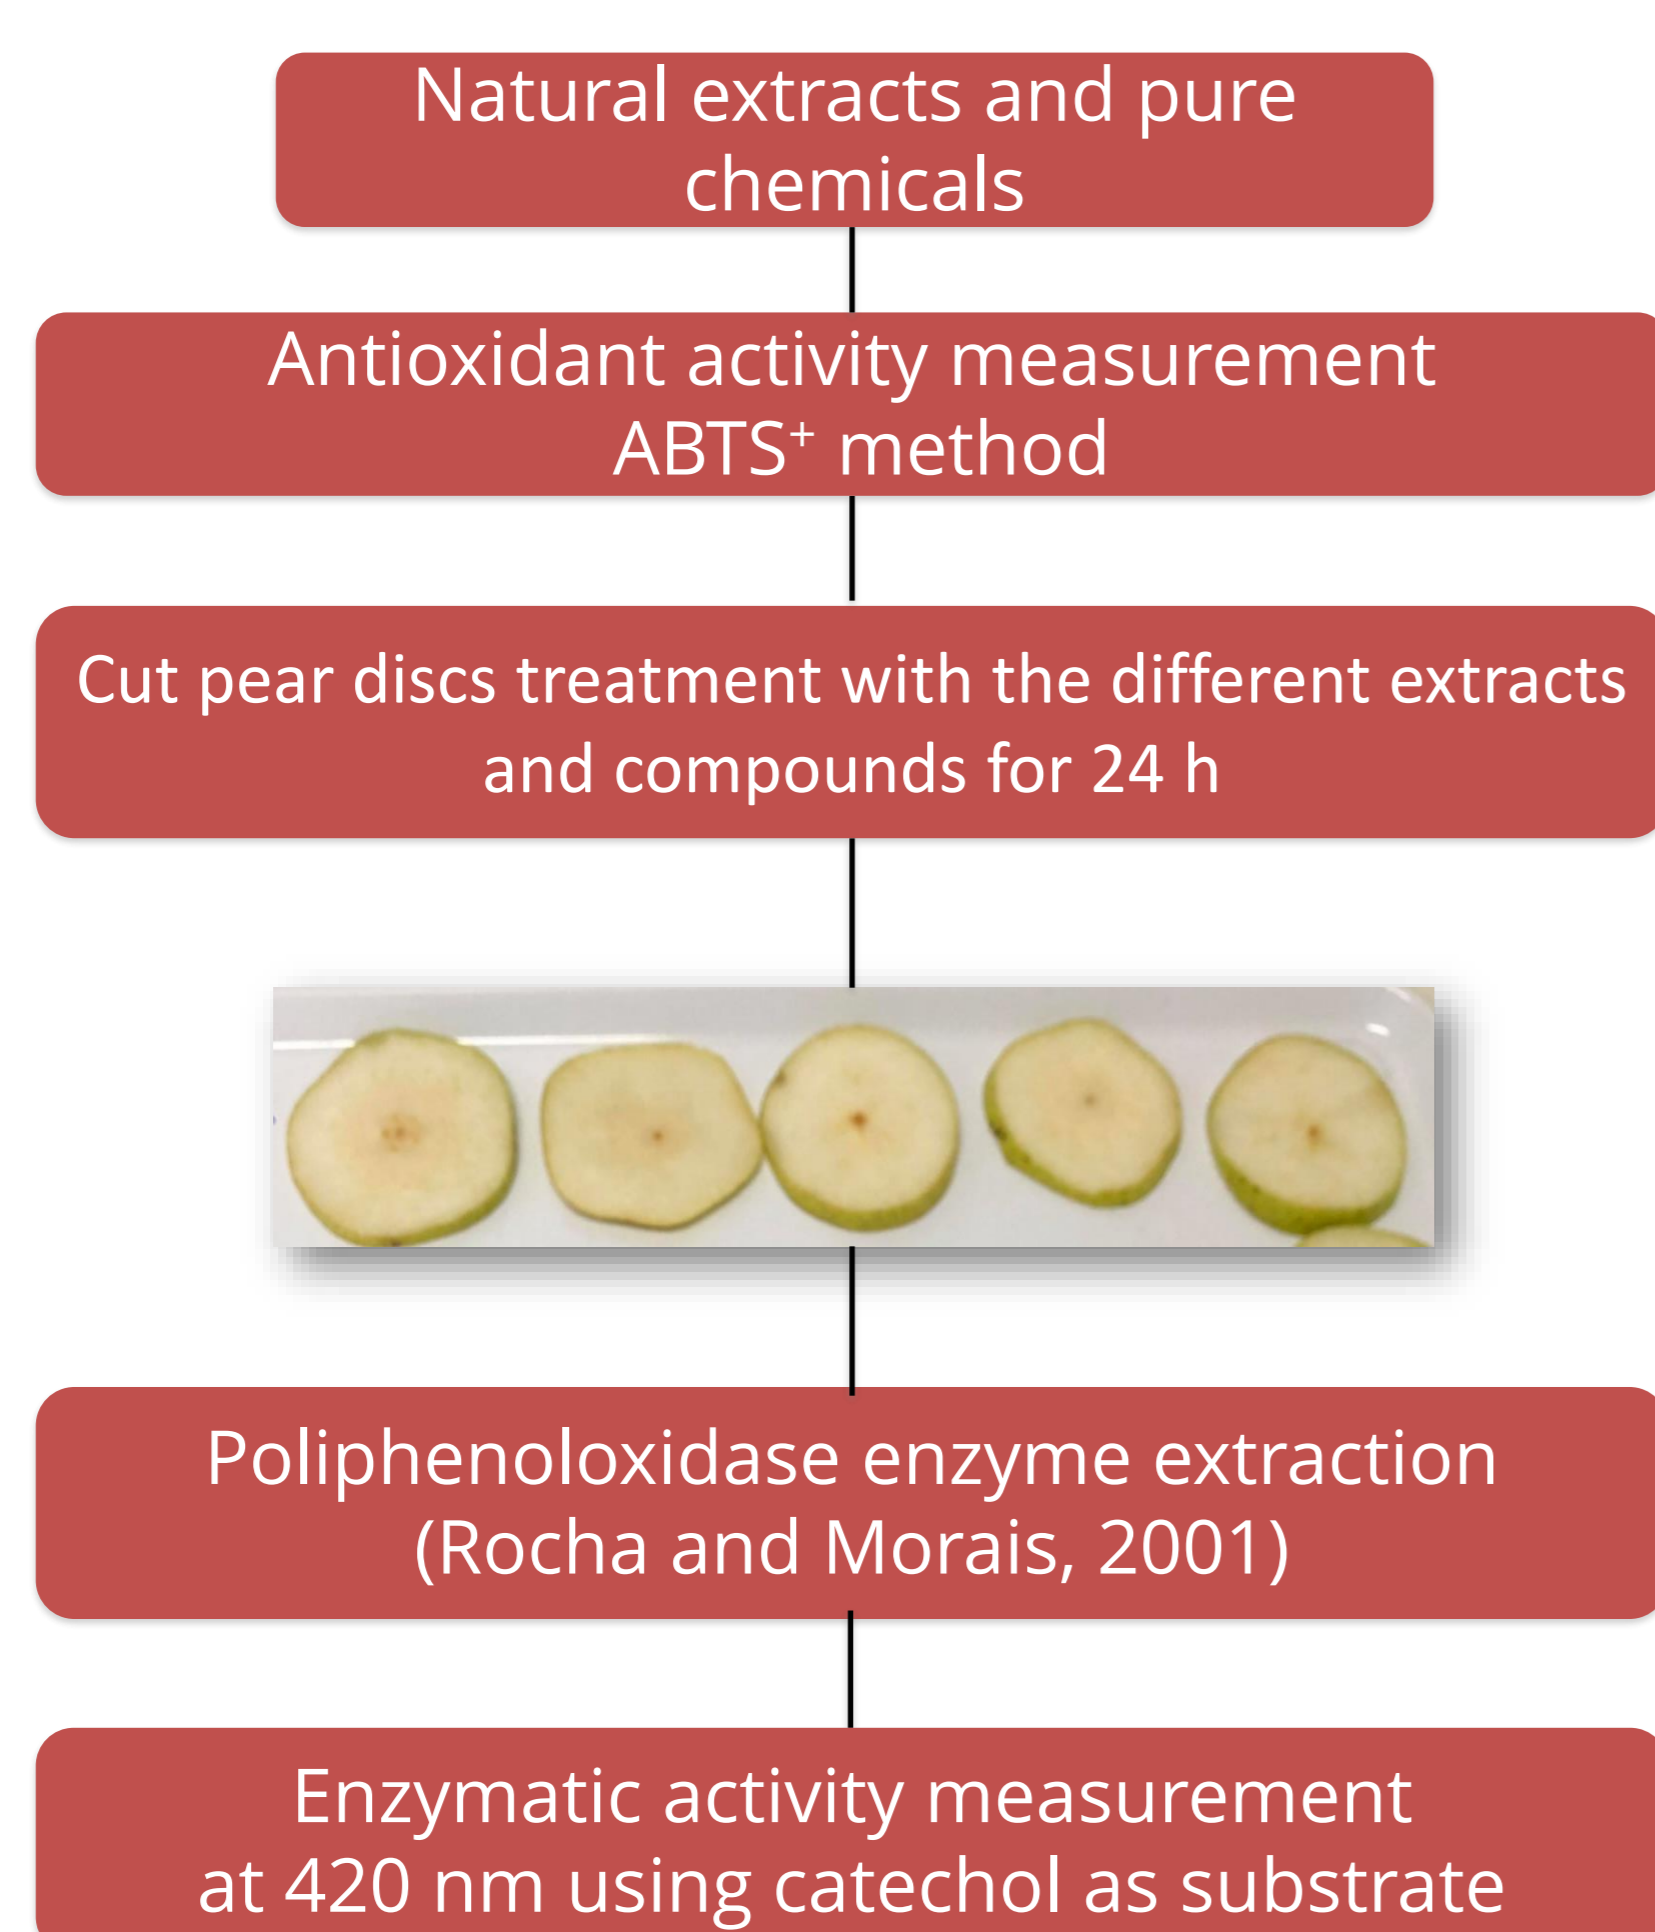 Natural extracts and pure
chemicals
Antioxidant activity measurement
ABTS⁺ method
Cut pear discs treatment with the different extracts
and compounds for 24 h
Poliphenoloxidase enzyme extraction
(Rocha and Morais, 2001)
Enzymatic activity measurement
at 420 nm using catechol as substrate